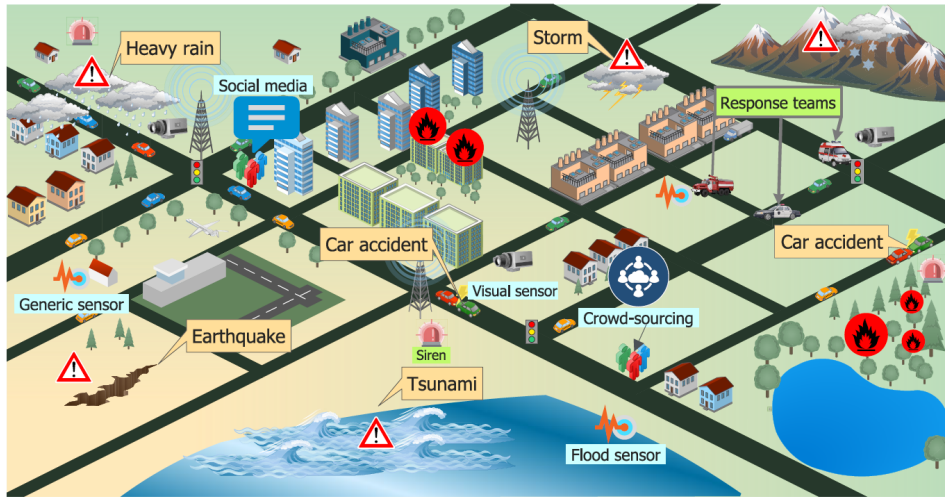 Heavy rain
Storm
Social media
Response teams
Car accident
Car accident
Generic sensor
Visual sensor
Crowd-sourcing
Earthquake
Siren
Tsunami
Flood sensor